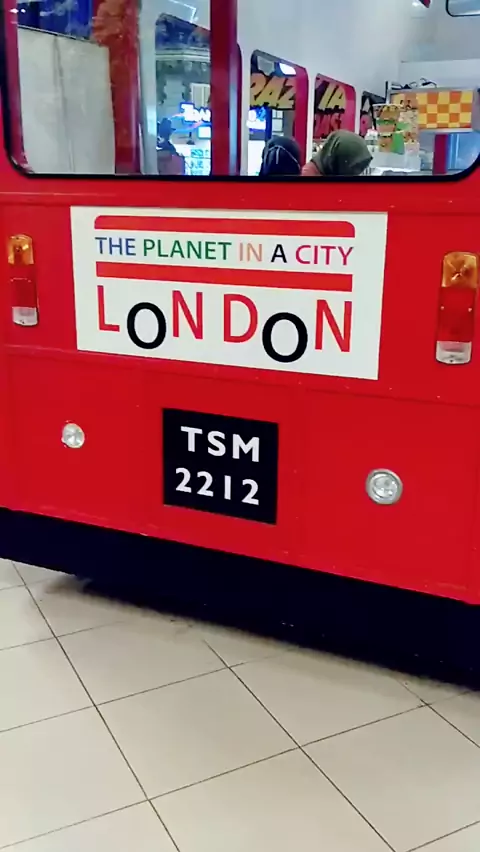 THE PLANET IN A CITY
LONDON
TSM
2212